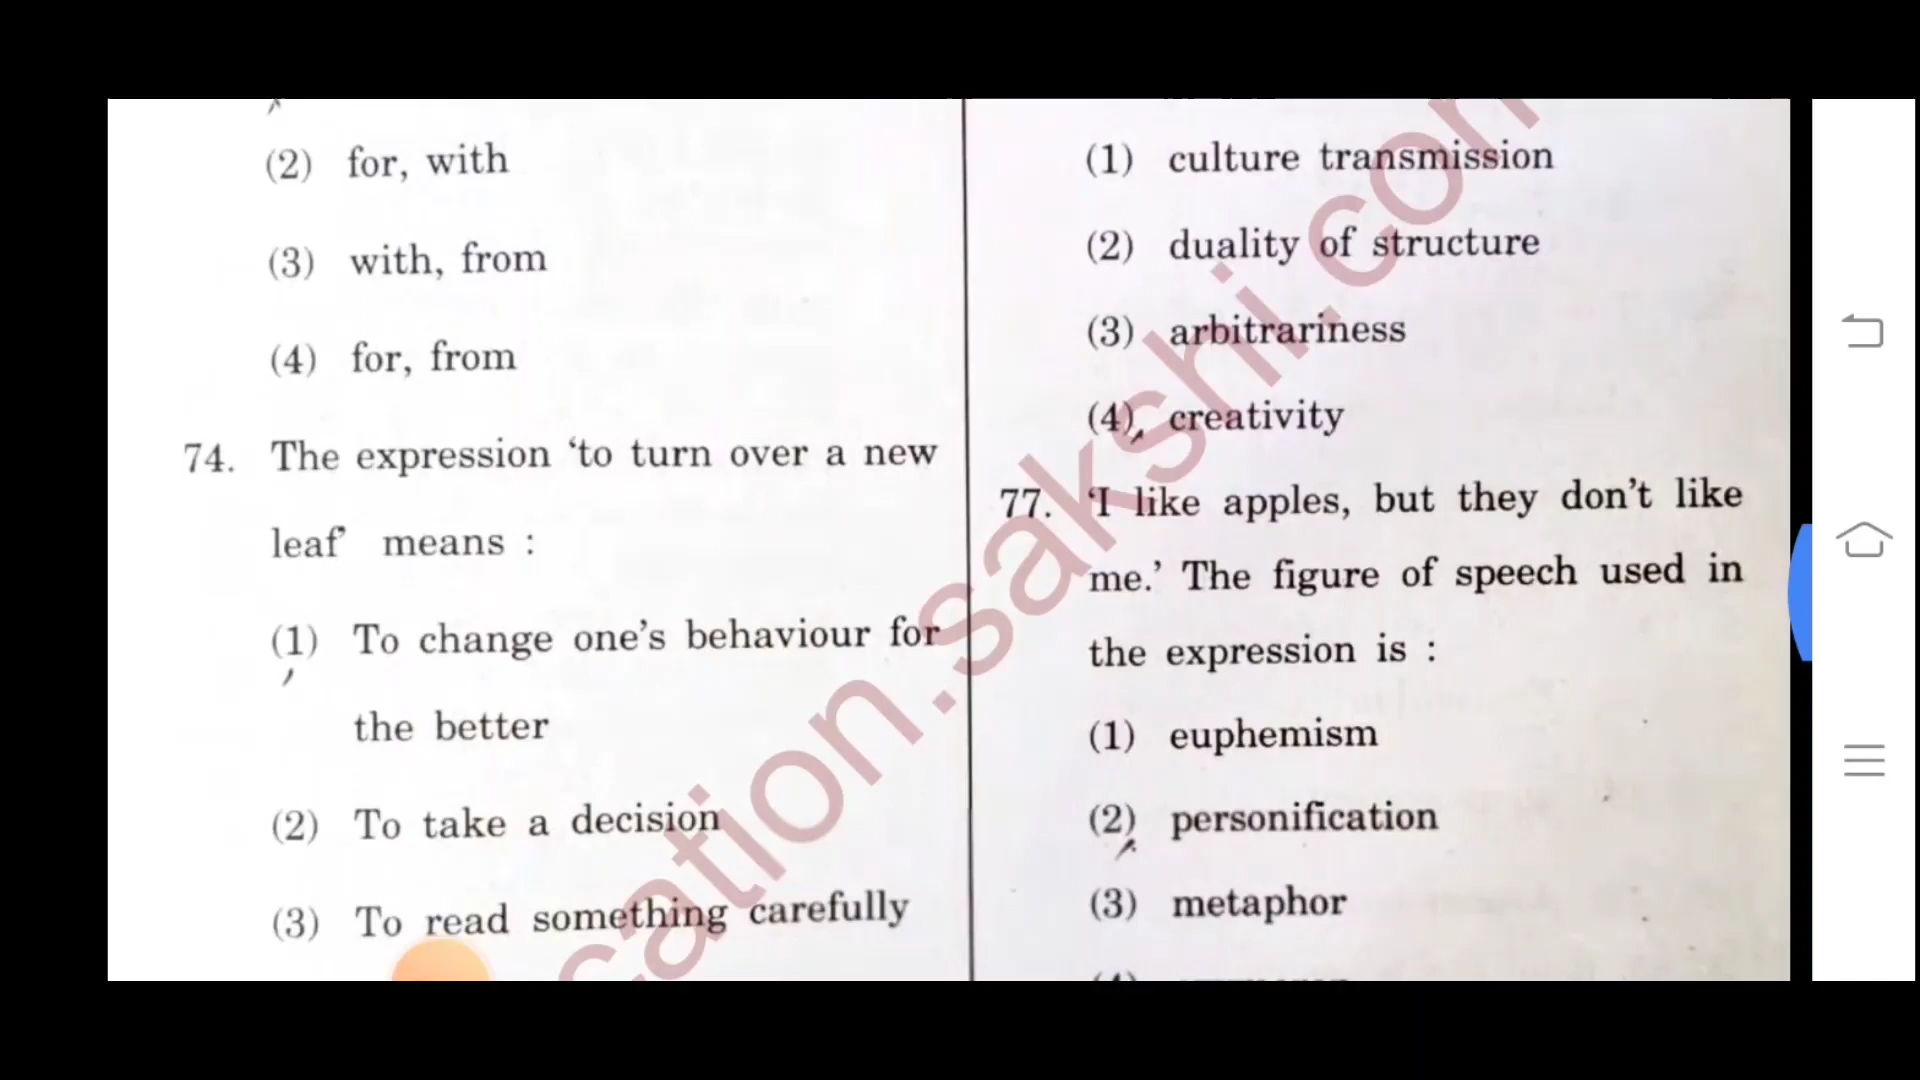 (2) for, with
(3) with, from
(4) for, from
74. The expression ‘to turn over a new
leaf’ means :
(1) To change one’s behaviour for
the better
(2) To take a decision
(3) To read something carefully
(1) culture transmission
(2) duality of structure
(3) arbitrariness
(4) creativity
77. ‘I like apples, but they don’t like
me.’ The figure of speech used in
the expression is :
(1) euphemism
(2) personification
(3) metaphor
cation.sakshi.com